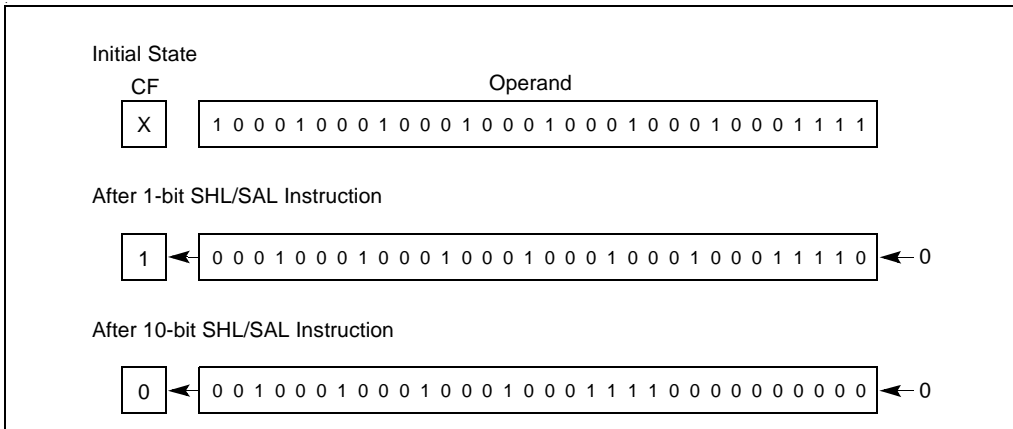 Initial State
CF Operand
X 1 0 0 0 1 0 0 0 1 0 0 0 1 0 0 0 1 0 0 0 1 0 0 0 1 0 0 0 1 1 1 1
After 1-bit SHL/SAL Instruction
1 0 0 0 1 0 0 0 1 0 0 0 1 0 0 0 1 0 0 0 1 0 0 0 1 0 0 0 1 1 1 1 0 0
After 10-bit SHL/SAL Instruction
0 0 0 1 0 0 0 1 0 0 0 1 0 0 0 1 0 0 0 1 1 1 1 0 0 0 0 0 0 0 0 0 0 0